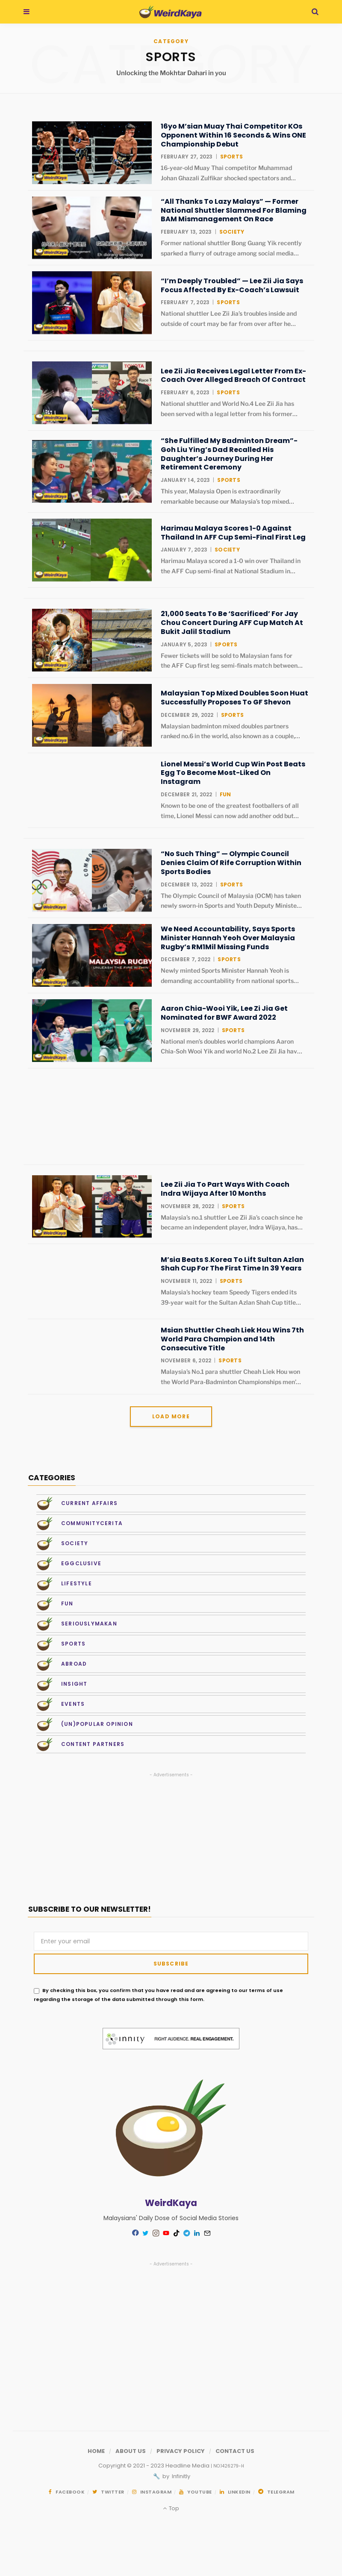 WeirdKaya
CATEGORY
CATEGORY
SPORTS
Unlocking the Mokhtar Dahari in you
16yo M’sian Muay Thai Competitor KOs
Opponent Within 16 Seconds & Wins ONE
Championship Debut
FEBRUARY 27, 2023 | SPORTS
16-year-old Muay Thai competitor Muhammad
Johan Ghazali Zulfikar shocked spectators and…
WeirdKaya
“All Thanks To Lazy Malays” — Former
National Shuttler Slammed For Blaming
BAM Mismanagement On Race
FEBRUARY 13, 2023 | SOCIETY
Former national shuttler Bong Guang Yik recently
sparked a flurry of outrage among social media…
WeirdKaya
“I’m Deeply Troubled” — Lee Zii Jia Says
Focus Affected By Ex-Coach’s Lawsuit
FEBRUARY 7, 2023 | SPORTS
National shuttler Lee Zii Jia’s troubles inside and
outside of court may be far from over after he…
WeirdKaya
Lee Zii Jia Receives Legal Letter From Ex-
Coach Over Alleged Breach Of Contract
FEBRUARY 6, 2023 | SPORTS
National shuttler and World No.4 Lee Zii Jia has
been served with a legal letter from his former…
WeirdKaya
“She Fulfilled My Badminton Dream”-
Goh Liu Ying’s Dad Recalled His
Daughter’s Journey During Her
Retirement Ceremony
JANUARY 14, 2023 | SPORTS
This year, Malaysia Open is extraordinarily
remarkable because our Malaysia’s top mixed…
WeirdKaya
Harimau Malaya Scores 1-0 Against
Thailand In AFF Cup Semi-Final First Leg
JANUARY 7, 2023 | SOCIETY
Harimau Malaya scored a 1-0 win over Thailand in
the AFF Cup semi-final at National Stadium in…
WeirdKaya
21,000 Seats To Be ‘Sacrificed’ For Jay
Chou Concert During AFF Cup Match At
Bukit Jalil Stadium
JANUARY 5, 2023 | SPORTS
Fewer tickets will be sold to Malaysian fans for
the AFF Cup first leg semi-finals match between…
WeirdKaya
Malaysian Top Mixed Doubles Soon Huat
Successfully Proposes To GF Shevon
DECEMBER 29, 2022 | SPORTS
Malaysian badminton mixed doubles partners
ranked no.6 in the world, also known as a couple,…
WeirdKaya
Lionel Messi’s World Cup Win Post Beats
Egg To Become Most-Liked On
Instagram
DECEMBER 21, 2022 | FUN
Known to be one of the greatest footballers of all
time, Lionel Messi can now add another odd but…
“No Such Thing” — Olympic Council
Denies Claim Of Rife Corruption Within
Sports Bodies
DECEMBER 13, 2022 | SPORTS
The Olympic Council of Malaysia (OCM) has taken
newly sworn-in Sports and Youth Deputy Ministe…
WeirdKaya
We Need Accountability, Says Sports
Minister Hannah Yeoh Over Malaysia
Rugby’s RM1Mil Missing Funds
DECEMBER 7, 2022 | SPORTS
Newly minted Sports Minister Hannah Yeoh is
demanding accountability from national sports…
MALAYSIA RUGBY
WeirdKaya
Aaron Chia-Wooi Yik, Lee Zi Jia Get
Nominated for BWF Award 2022
NOVEMBER 29, 2022 | SPORTS
National men’s doubles world champions Aaron
Chia-Soh Wooi Yik and world No.2 Lee Zii Jia hav…
WeirdKaya
Lee Zii Jia To Part Ways With Coach
Indra Wijaya After 10 Months
NOVEMBER 28, 2022 | SPORTS
Malaysia’s no.1 shuttler Lee Zii Jia’s coach since he
became an independent player, Indra Wijaya, has…
WeirdKaya
M’sia Beats S.Korea To Lift Sultan Azlan
Shah Cup For The First Time In 39 Years
NOVEMBER 11, 2022 | SPORTS
Malaysia’s hockey team Speedy Tigers ended its
39-year wait for the Sultan Azlan Shah Cup title…
Msian Shuttler Cheah Liek Hou Wins 7th
World Para Champion and 14th
Consecutive Title
NOVEMBER 6, 2022 | SPORTS
Malaysia’s No.1 para shuttler Cheah Liek Hou won
the World Para-Badminton Championships men’…
LOAD MORE
CATEGORIES
CURRENT AFFAIRS
COMMUNITYCERITA
SOCIETY
EGGCLUSIVE
LIFESTYLE
FUN
SERIOUSLYMAKAN
SPORTS
ABROAD
INSIGHT
EVENTS
(UN)POPULAR OPINION
CONTENT PARTNERS
- Advertisements -
SUBSCRIBE TO OUR NEWSLETTER!
Enter your email
SUBSCRIBE
By checking this box, you confirm that you have read and are agreeing to our terms of use
regarding the storage of the data submitted through this form.
innity RIGHT AUDIENCE. REAL ENGAGEMENT.
WeirdKaya
Malaysians' Daily Dose of Social Media Stories
- Advertisements -
HOME / ABOUT US / PRIVACY POLICY / CONTACT US
Copyright © 2021 - 2023 Headline Media
by Infinitly
FACEBOOK TWITTER INSTAGRAM YOUTUBE LINKEDIN TELEGRAM
Top